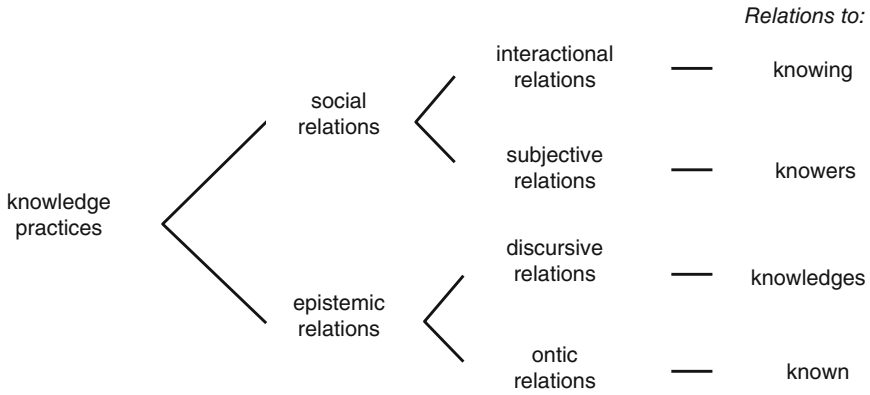 Relations to:
interactional
relations
knowing
social
relations
subjective
relations
knowers
knowledge
practices
discursive
relations
knowledges
epistemic
relations
ontic
relations
known